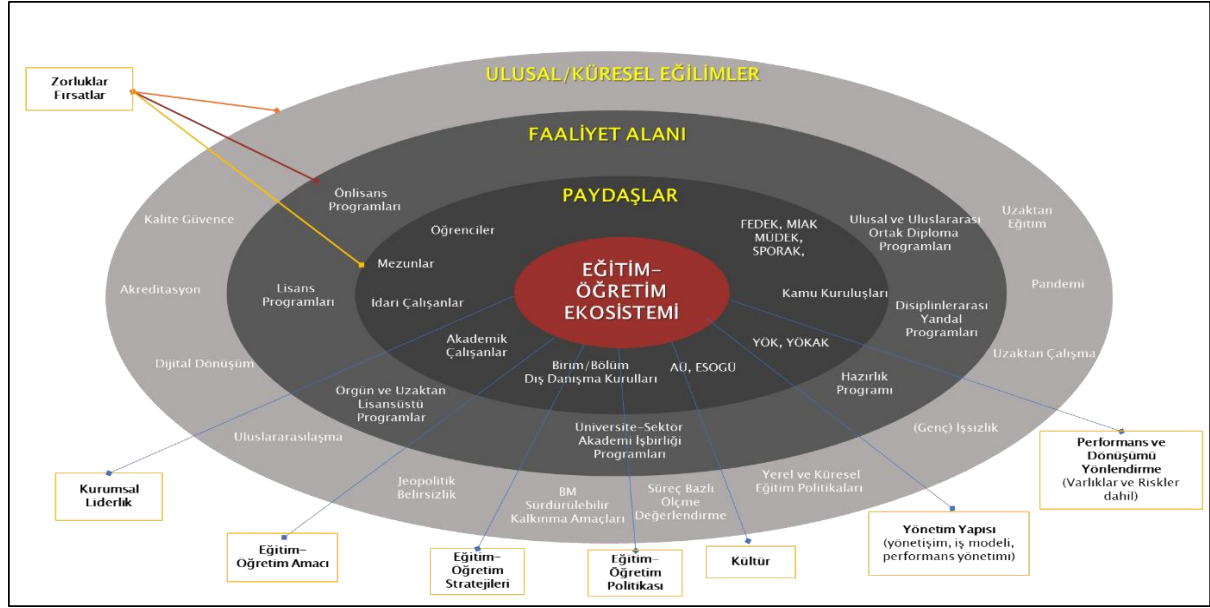 ULUSAL/KÜRESEL EĞİLİMLER
Zorluklar
Fırsatlar
FAALİYET ALANI
PAYDAŞLAR
EĞİTİM–
ÖĞRETİM
EKOSİSTEMİ
Önlisans
Programları
Öğrenciler
Mezunlar
İdari Çalışanlar
Akademik
Çalışanlar
Birim/Bölüm
Dış Danışma Kurulları
AÜ, ESOGÜ
YÖK, YÖKAK
Kamu Kuruluşları
FEDEK, MİAK
MÜDEK,
SPORAK,
Lisans
Programları
Örgün ve Uzaktan
Lisansüstü
Programlar
Universite–Sektör
Akademi İşbirliği
Programları
Hazırlık
Programı
Disiplinlerarası
Yandal
Programları
Ulusal ve Uluslararası
Ortak Diploma
Programları
Kalite Güvence
Akreditasyon
Dijital Dönüşüm
Uluslararasılaşma
Jeopolitik
Belirsizlik
BM
Sürdürülebilir
Kalkınma Amaçları
Süreç Bazlı
Ölçme
Değerlendirme
Yerel ve Küresel
Eğitim Politikaları
(Genç) İşsizlik
Uzaktan Çalışma
Pandemi
Uzaktan
Eğitim
Kurumsal
Liderlik
Eğitim–
Öğretim Amacı
Eğitim–
Öğretim
Stratejileri
Eğitim–
Öğretim
Politikası
Kültür
Yönetim Yapısı
(yönetişim, iş modeli,
performans yönetimi)
Performans ve
Dönüşümü
Yönlendirme
(Varlıklar ve Riskler
dahil)